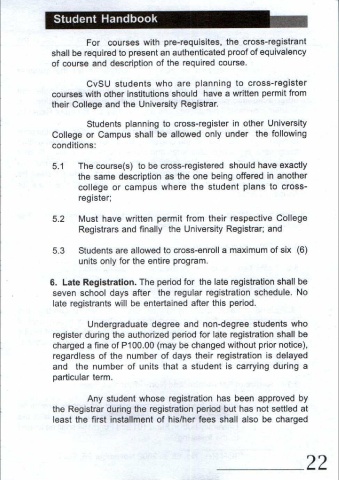 Student Handbook
For courses with pre-requisites, the cross-registrant
shall be required to present an authenticated proof of equivalency
of course and description of the required course.
CvSU students who are planning to cross-register
courses with other institutions should have a written permit from
their College and the University Registrar.
Students planning to cross-register in other University
College or Campus shall be allowed only under the following
conditions:
5.1 The course(s) to be cross-registered should have exactly
the same description as the one being offered in another
college or campus where the student plans to cross-
register;
5.2 Must have written permit from their respective College
Registrars and finally the University Registrar; and
5.3 Students are allowed to cross-enroll a maximum of six (6)
units only for the entire program.
6. Late Registration. The period for the late registration shall be
seven school days after the regular registration schedule. No
late registrants will be entertained after this period.
Undergraduate degree and non-degree students who
register during the authorized period for late registration shall be
charged a fine of P100.00 (may be changed without prior notice),
regardless of the number of days their registration is delayed
and the number of units that a student is carrying during a
particular term.
Any student whose registration has been approved by
the Registrar during the registration period but has not settled at
least the first installment of his/her fees shall also be charged
22